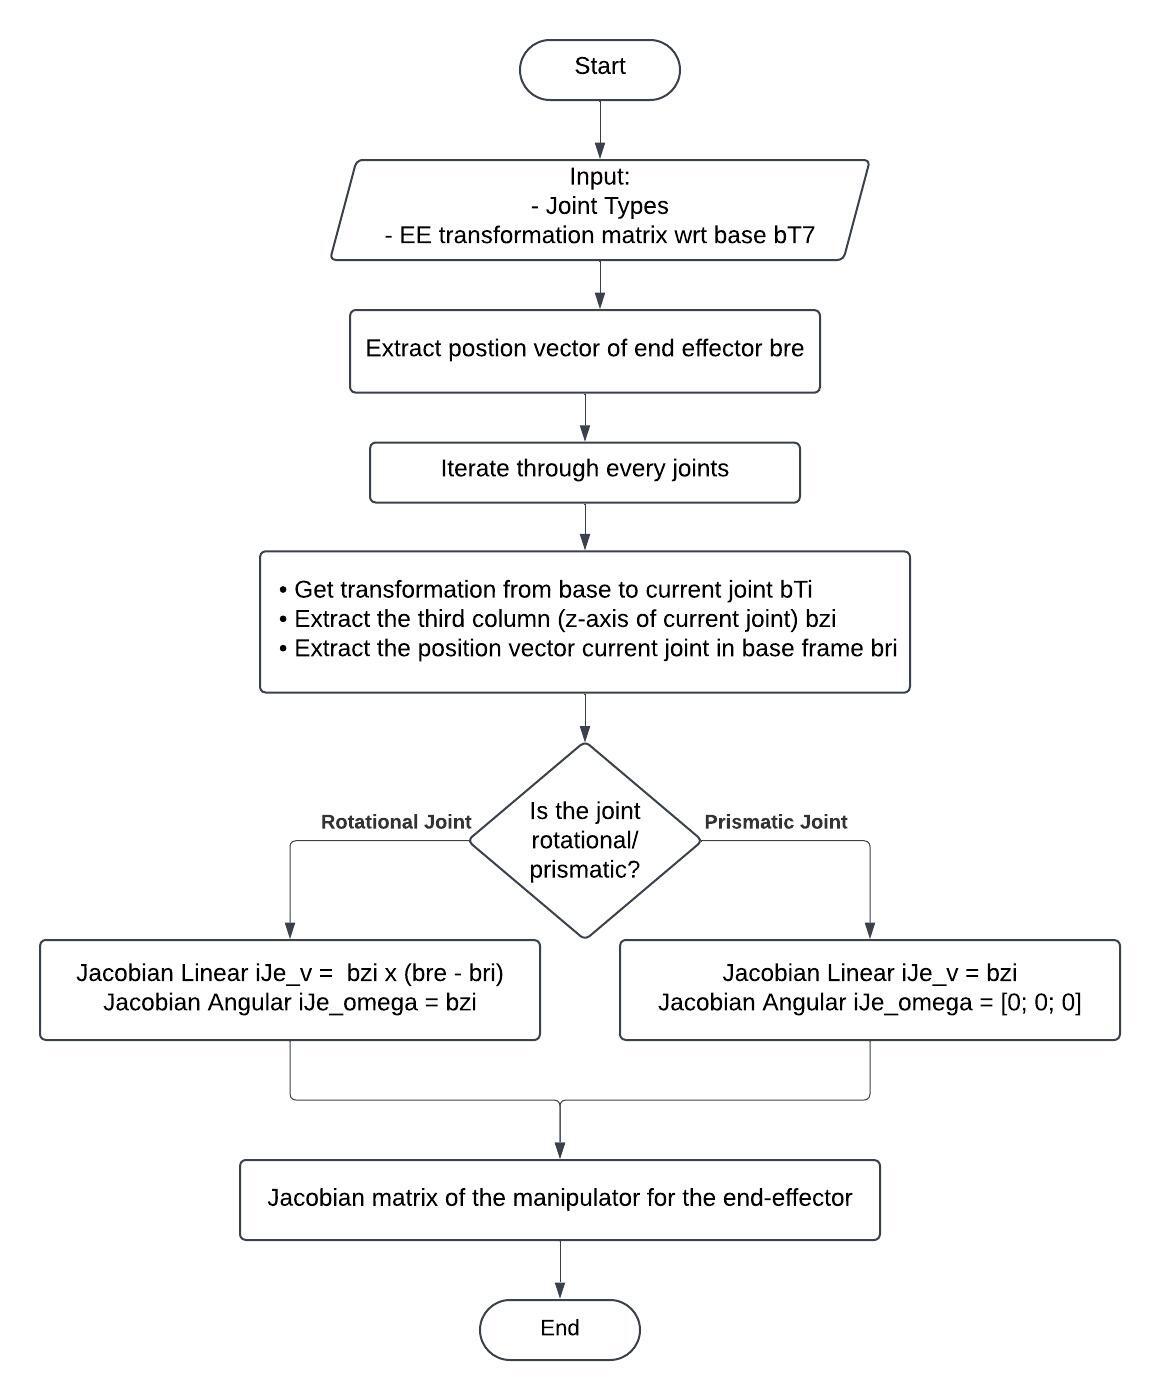 Start
Input:
- Joint Types
- EE transformation matrix wrt base bT7
Extract postion vector of end effector bre
Iterate through every joints
• Get transformation from base to current joint bTi
• Extract the third column (z-axis of current joint) bzi
• Extract the position vector current joint in base frame bri
Is the joint
rotational/
prismatic?
Rotational Joint
Prismatic Joint
Jacobian Linear iJe_v =  bzi x (bre - bri)
Jacobian Angular iJe_omega = bzi
Jacobian Linear iJe_v = bzi
Jacobian Angular iJe_omega = [0; 0; 0]
Jacobian matrix of the manipulator for the end-effector
End